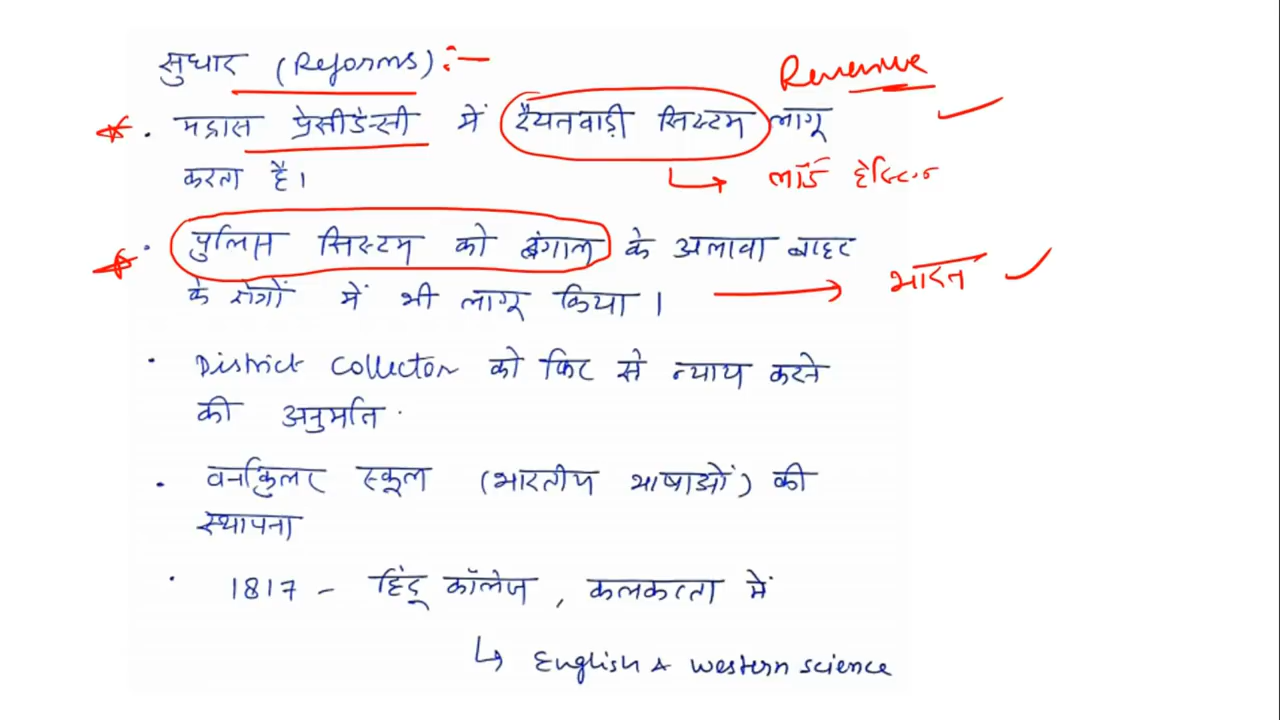 सुधार (Reforms) :-
Revenue
• मद्रास प्रेसीडेन्सी में रैयतवाड़ी सिस्टम लागू
करता है।
↳ लॉर्ड हेस्टिंग
• पुलिस सिस्टम को बंगाल के अलावा बाहर
के रोगों में भी लागू किया। → भारत
• District Collector को फिर से न्याय करने
की अनुमति.
• वर्नाकुलर स्कूल (भारतीय भाषाओं) की
स्थापना
• 1817 - हिंदू कॉलेज, कलकत्ता में
↳ English & western science